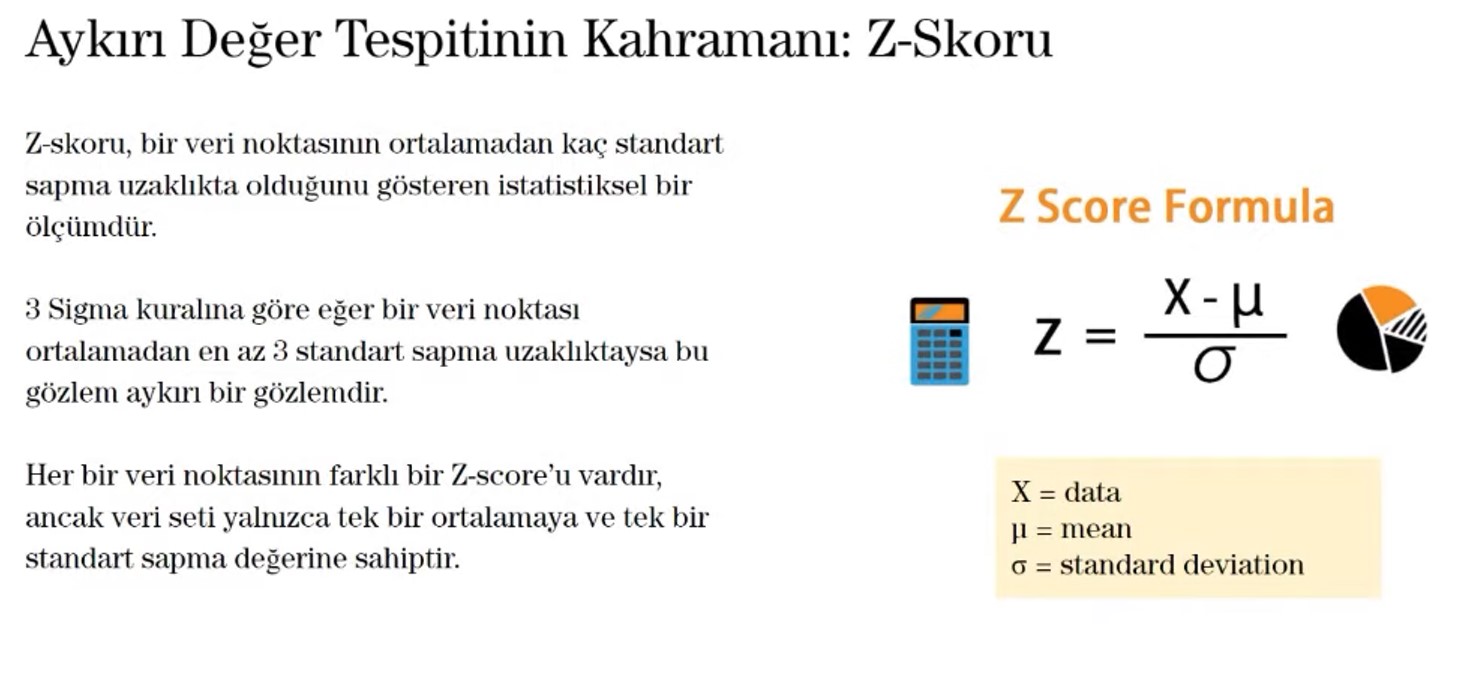 Aykırı Değer Tespitinin Kahramanı: Z-Skoru
Z-skoru, bir veri noktasının ortalamadan kaç standart
sapma uzaklıkta olduğunu gösteren istatistiksel bir
ölçümdür.
3 Sigma kuralına göre eğer bir veri noktası
ortalamadan en az 3 standart sapma uzaklıktaysa bu
gözlem aykırı bir gözlemdir.
Her bir veri noktasının farklı bir Z-score’u vardır,
ancak veri seti yalnızca tek bir ortalamaya ve tek bir
standart sapma değerine sahiptir.
Z Score Formula
X - μ
Z =
σ
X = data
μ = mean
σ = standard deviation